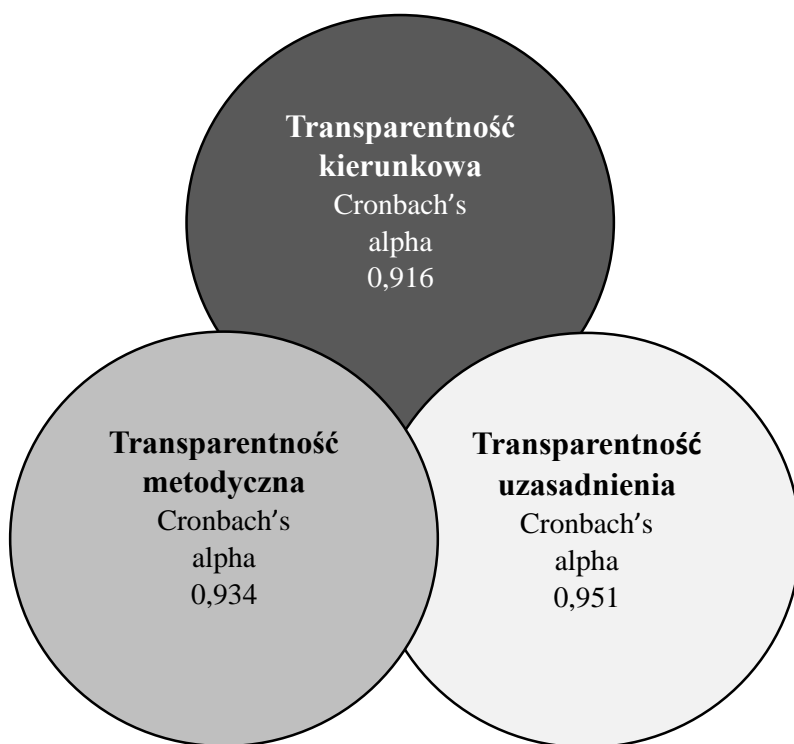 Transparentność
kierunkowa
Cronbach′s
alpha
0,916
Transparentność
metodyczna
Cronbach′s
alpha
0,934
Transparentność
uzasadnienia
Cronbach′s
alpha
0,951